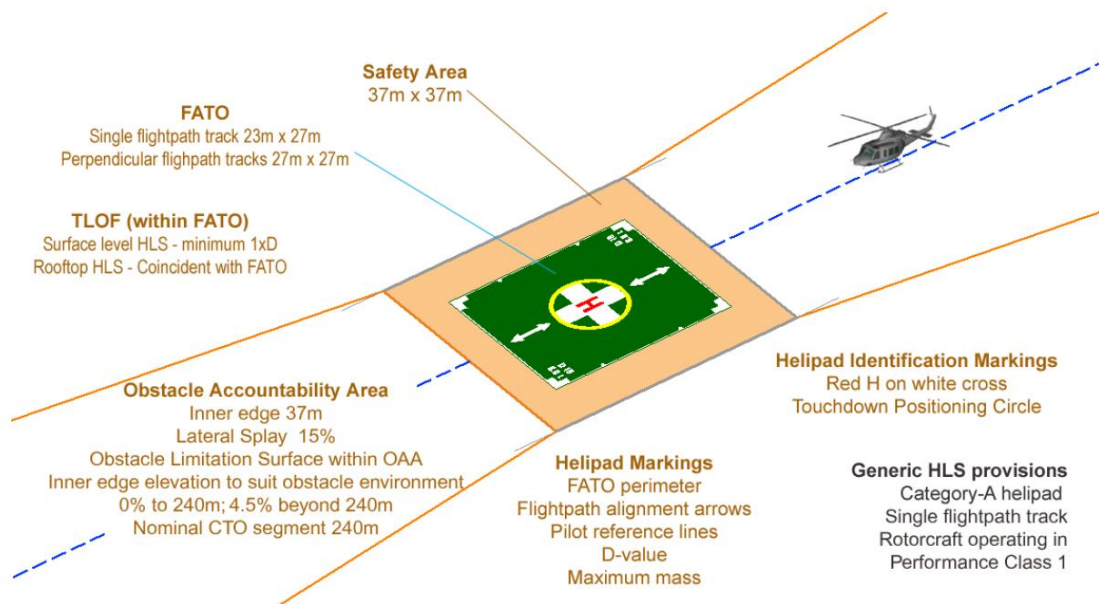 Safety Area
37m x 37m
FATO
Single flightpath track 23m x 27m
Perpendicular flighpath tracks 27m x 27m
TLOF (within FATO)
Surface level HLS - minimum 1xD
Rooftop HLS - Coincident with FATO
H
Obstacle Accountability Area
Inner edge 37m
Lateral Splay 15%
Obstacle Limitation Surface within OAA
Inner edge elevation to suit obstacle environment
0% to 240m; 4.5% beyond 240m
Nominal CTO segment 240m
Helipad Markings
FATO perimeter
Flightpath alignment arrows
Pilot reference lines
D-value
Maximum mass
Helipad Identification Markings
Red H on white cross
Touchdown Positioning Circle
Generic HLS provisions
Category-A helipad
Single flightpath track
Rotorcraft operating in
Performance Class 1